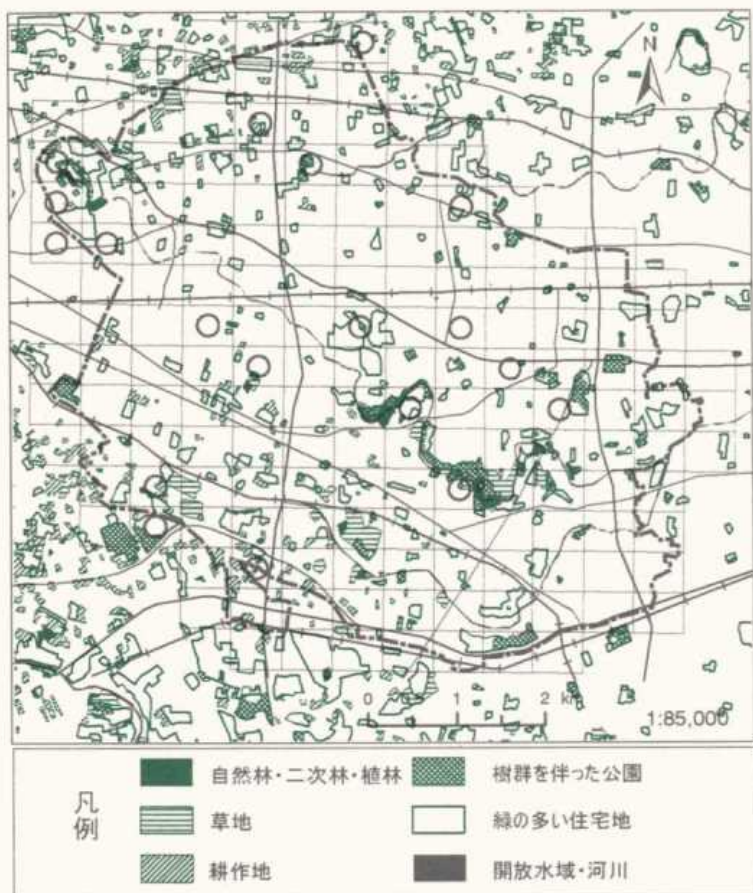 N
0 1 2 km
1:85,000
凡例
自然林・二次林・植林
樹群を伴った公園
草地
緑の多い住宅地
耕作地
開放水域・河川